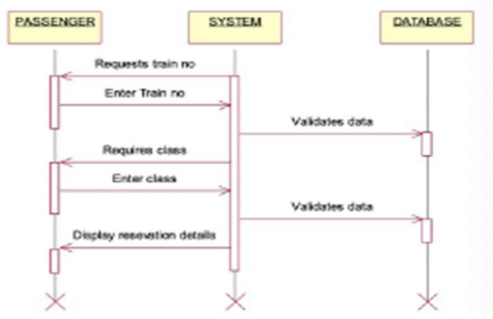 PASSENGER
SYSTEM
DATABASE
Requests train no
Enter Train no
Validates data
Requires class
Enter class
Validates data
Display resevation details